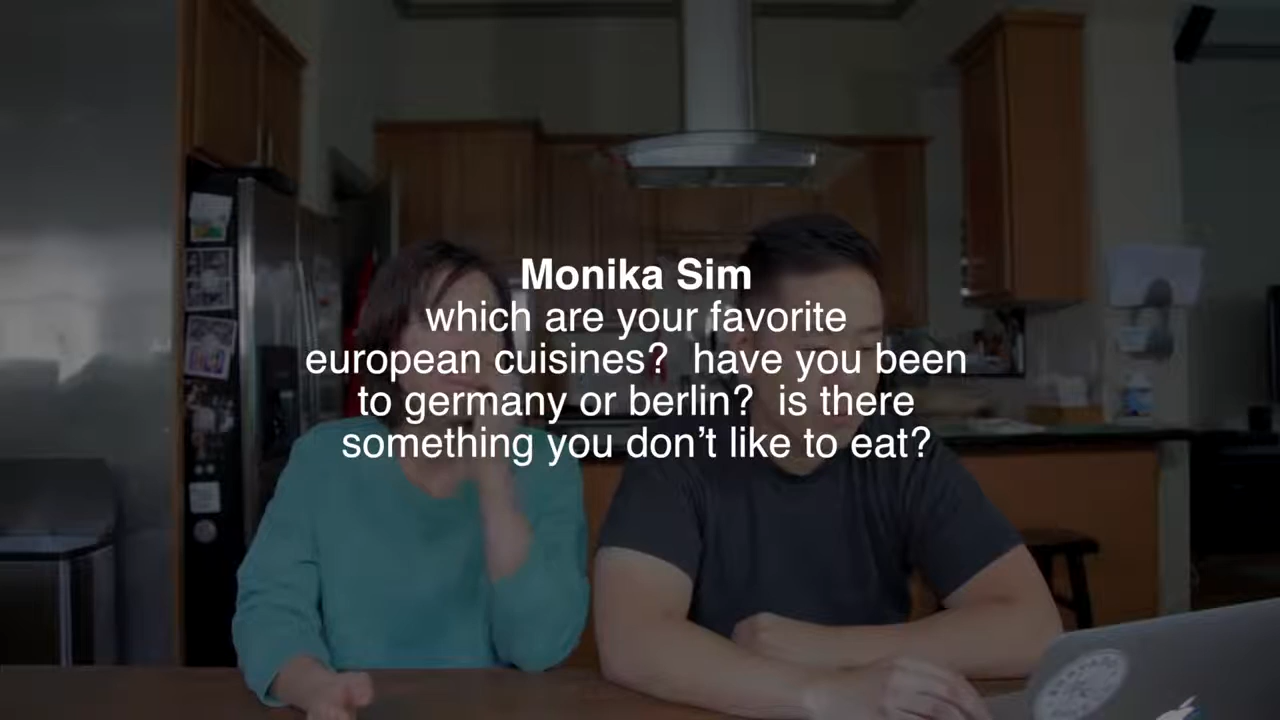 Monika Sim
which are your favorite
european cuisines?  have you been
to germany or berlin?  is there
something you don't like to eat?